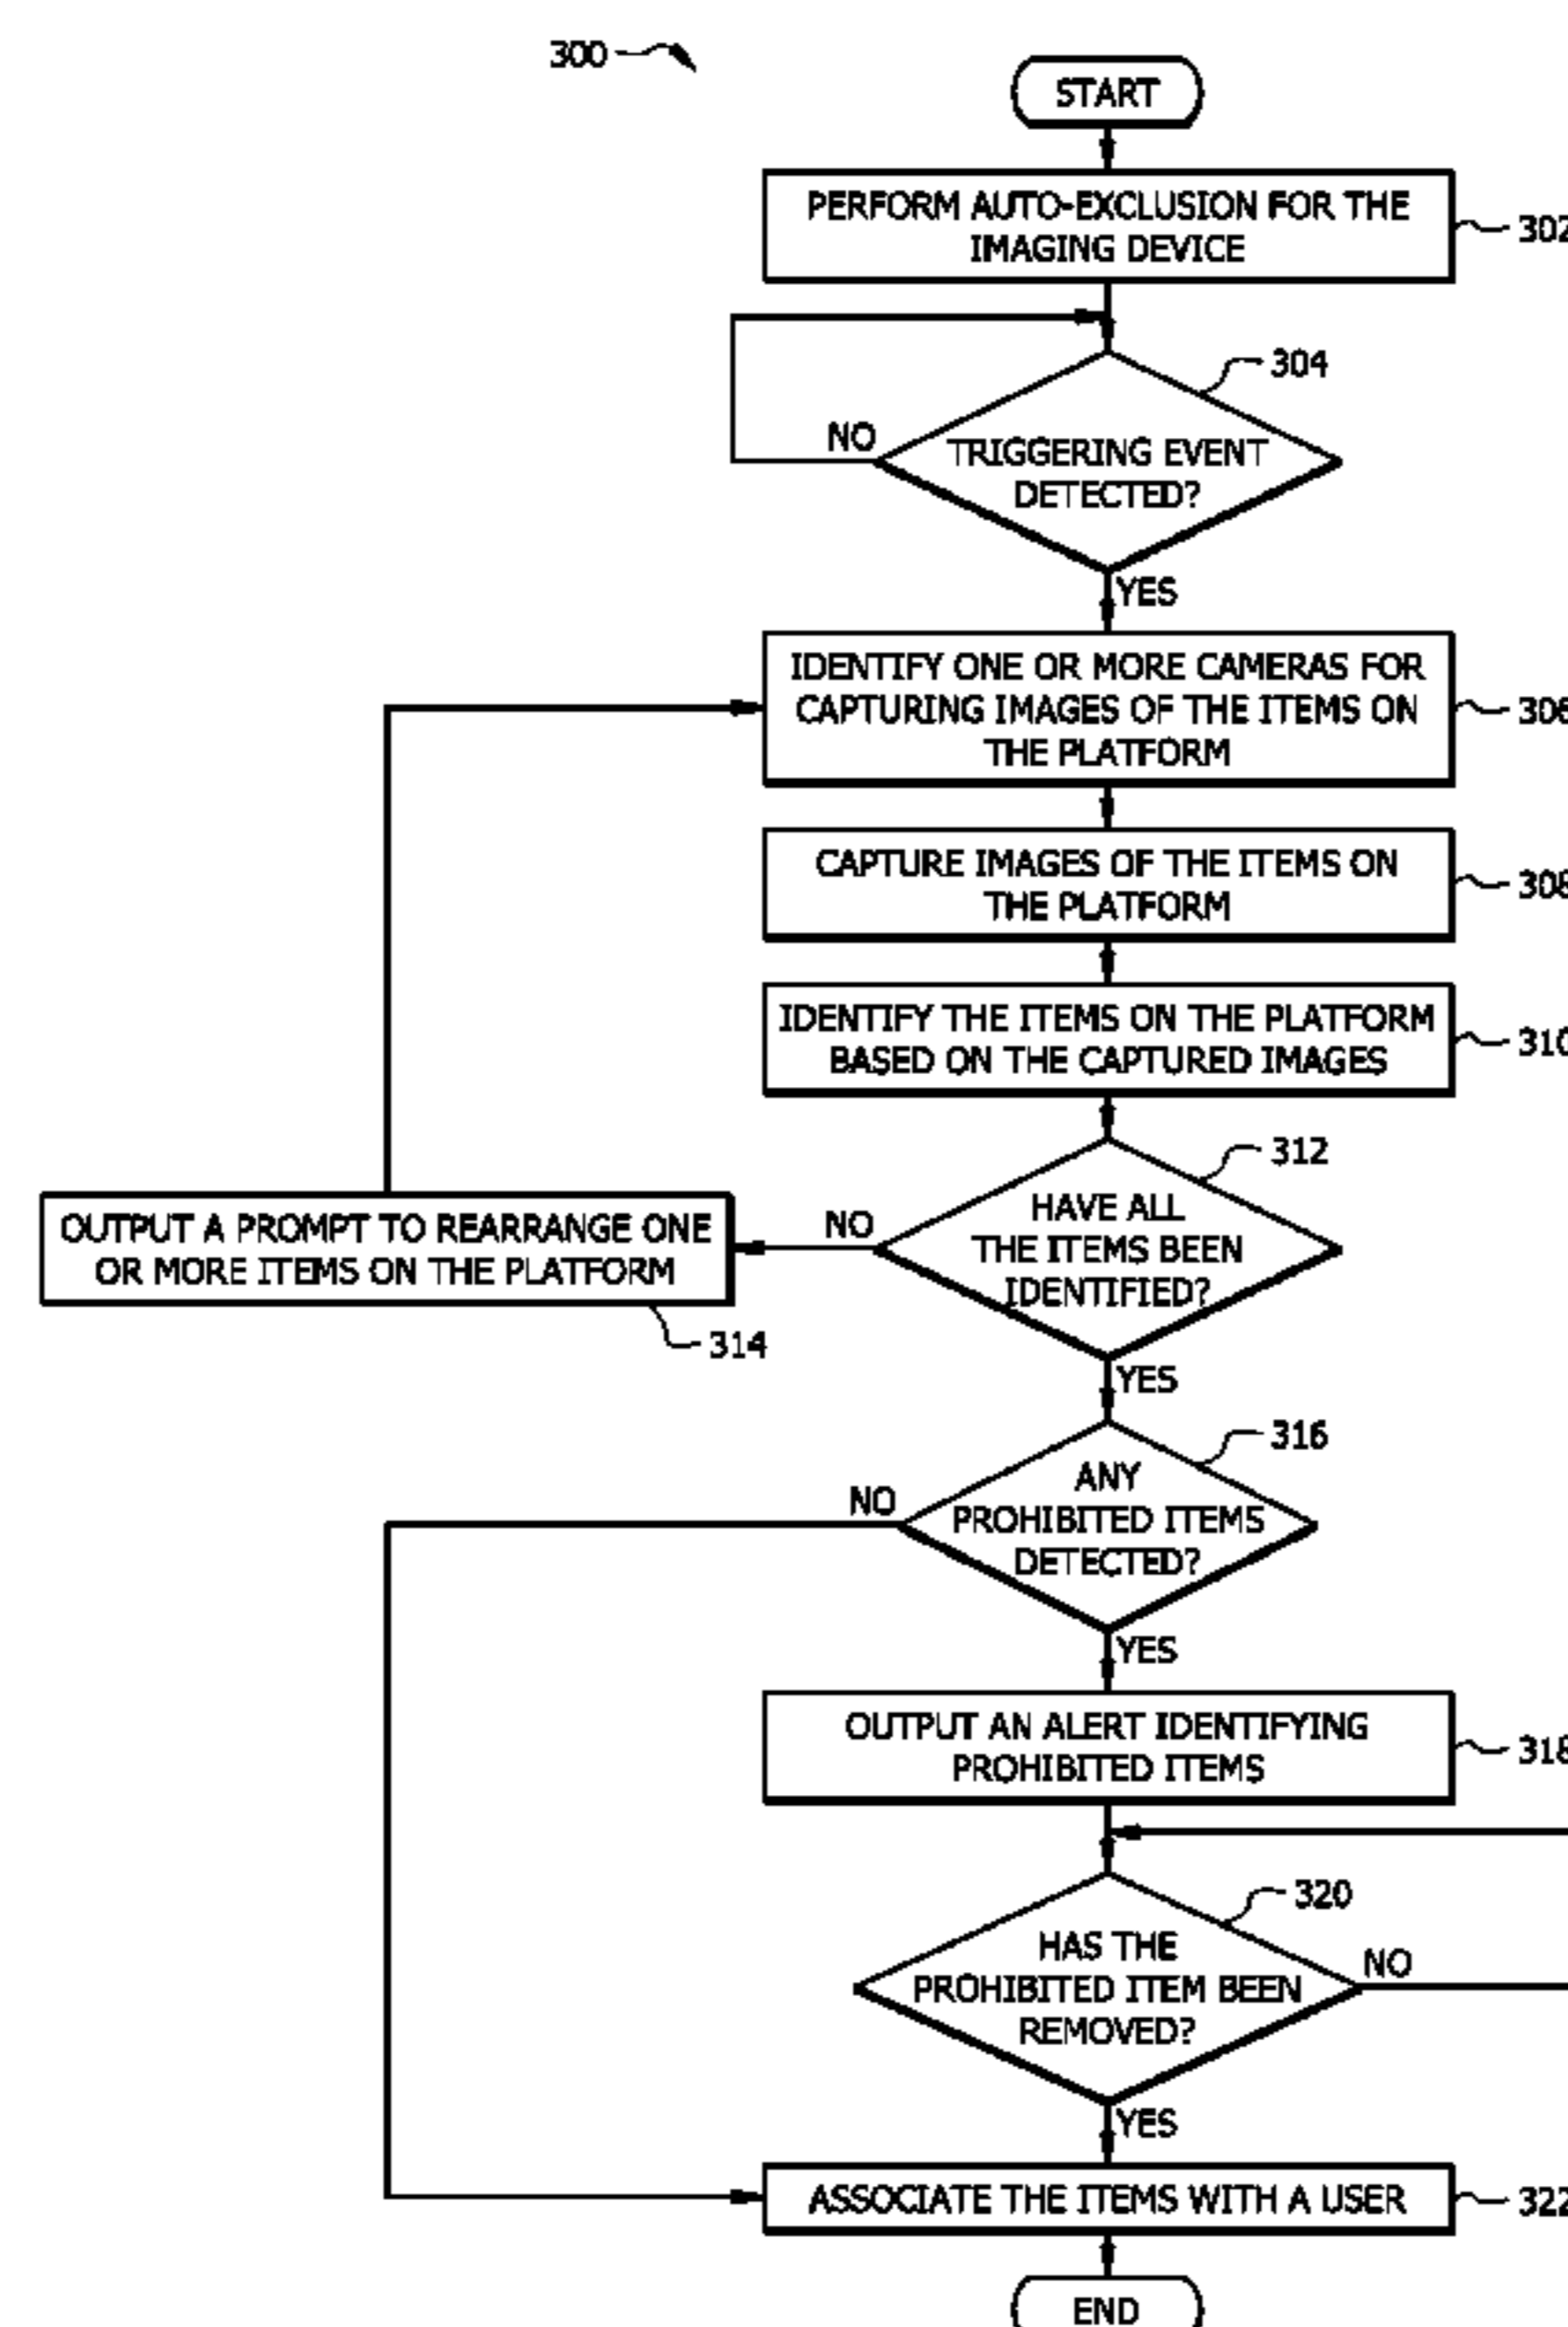 300
START
PERFORM AUTO-EXCLUSION FOR THE
IMAGING DEVICE
302
304
NO
TRIGGERING EVENT
DETECTED?
YES
IDENTIFY ONE OR MORE CAMERAS FOR
CAPTURING IMAGES OF THE ITEMS ON
THE PLATFORM
306
CAPTURE IMAGES OF THE ITEMS ON
THE PLATFORM
308
IDENTIFY THE ITEMS ON THE PLATFORM
BASED ON THE CAPTURED IMAGES
310
312
HAVE ALL
THE ITEMS BEEN
IDENTIFIED?
NO
OUTPUT A PROMPT TO REARRANGE ONE
OR MORE ITEMS ON THE PLATFORM
314
YES
316
ANY
PROHIBITED ITEMS
DETECTED?
NO
YES
OUTPUT AN ALERT IDENTIFYING
PROHIBITED ITEMS
318
320
HAS THE
PROHIBITED ITEM BEEN
REMOVED?
NO
YES
ASSOCIATE THE ITEMS WITH A USER
322
END